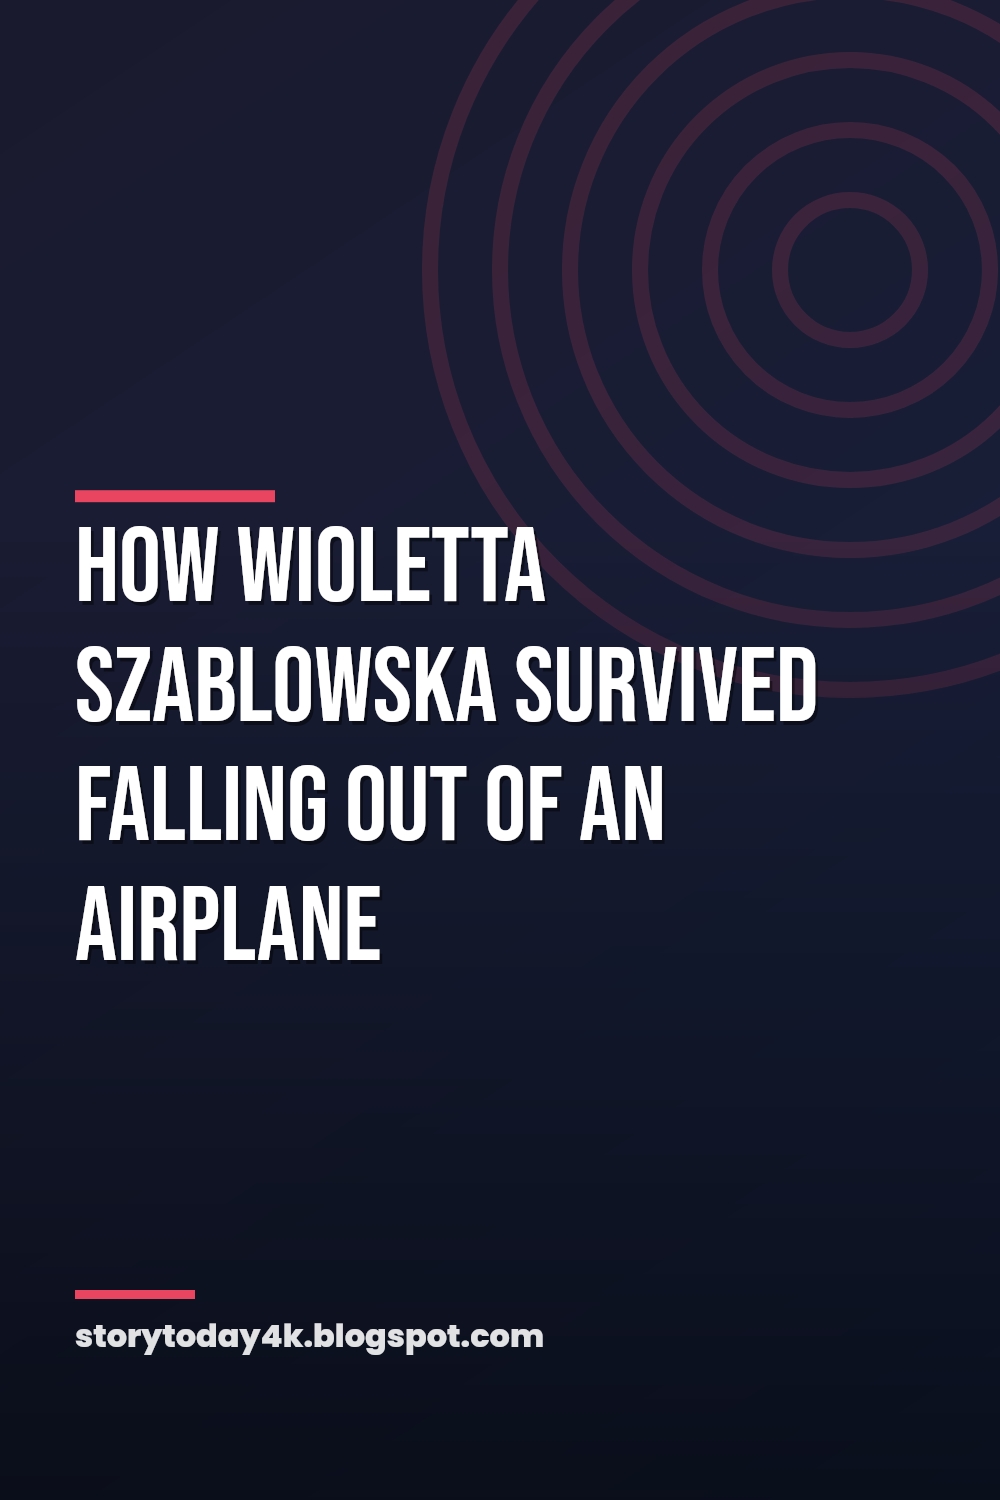 HOW WIOLETTA
SZABLOWSKA SURVIVED
FALLING OUT OF AN
AIRPLANE
storytoday4k.blogspot.com